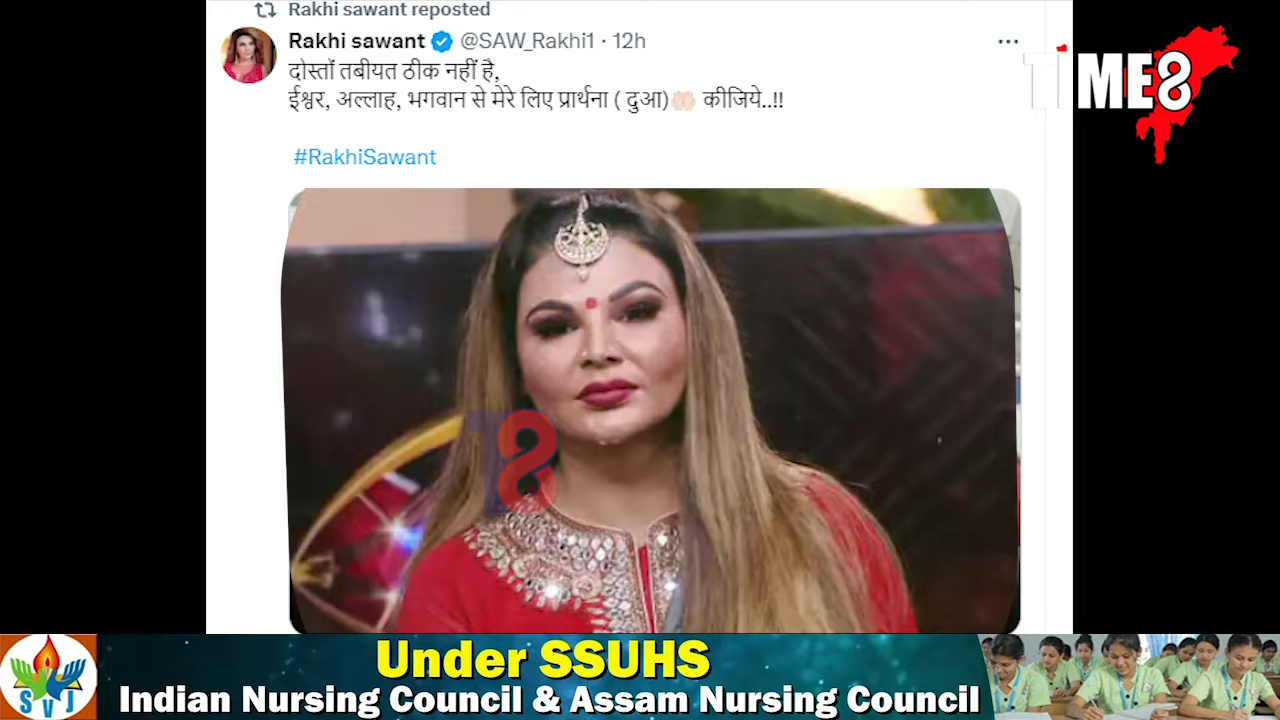 Rakhi sawant reposted
Rakhi sawant @SAW_Rakhi1 · 12h
दोस्तों तबीयत ठीक नहीं है,
ईश्वर, अल्लाह, भगवान से मेरे लिए प्रार्थना ( दुआ)🤲🏻 कीजिये..!!
#RakhiSawant
TIME8
T8
Under SSUHS
Indian Nursing Council & Assam Nursing Council
SVJ